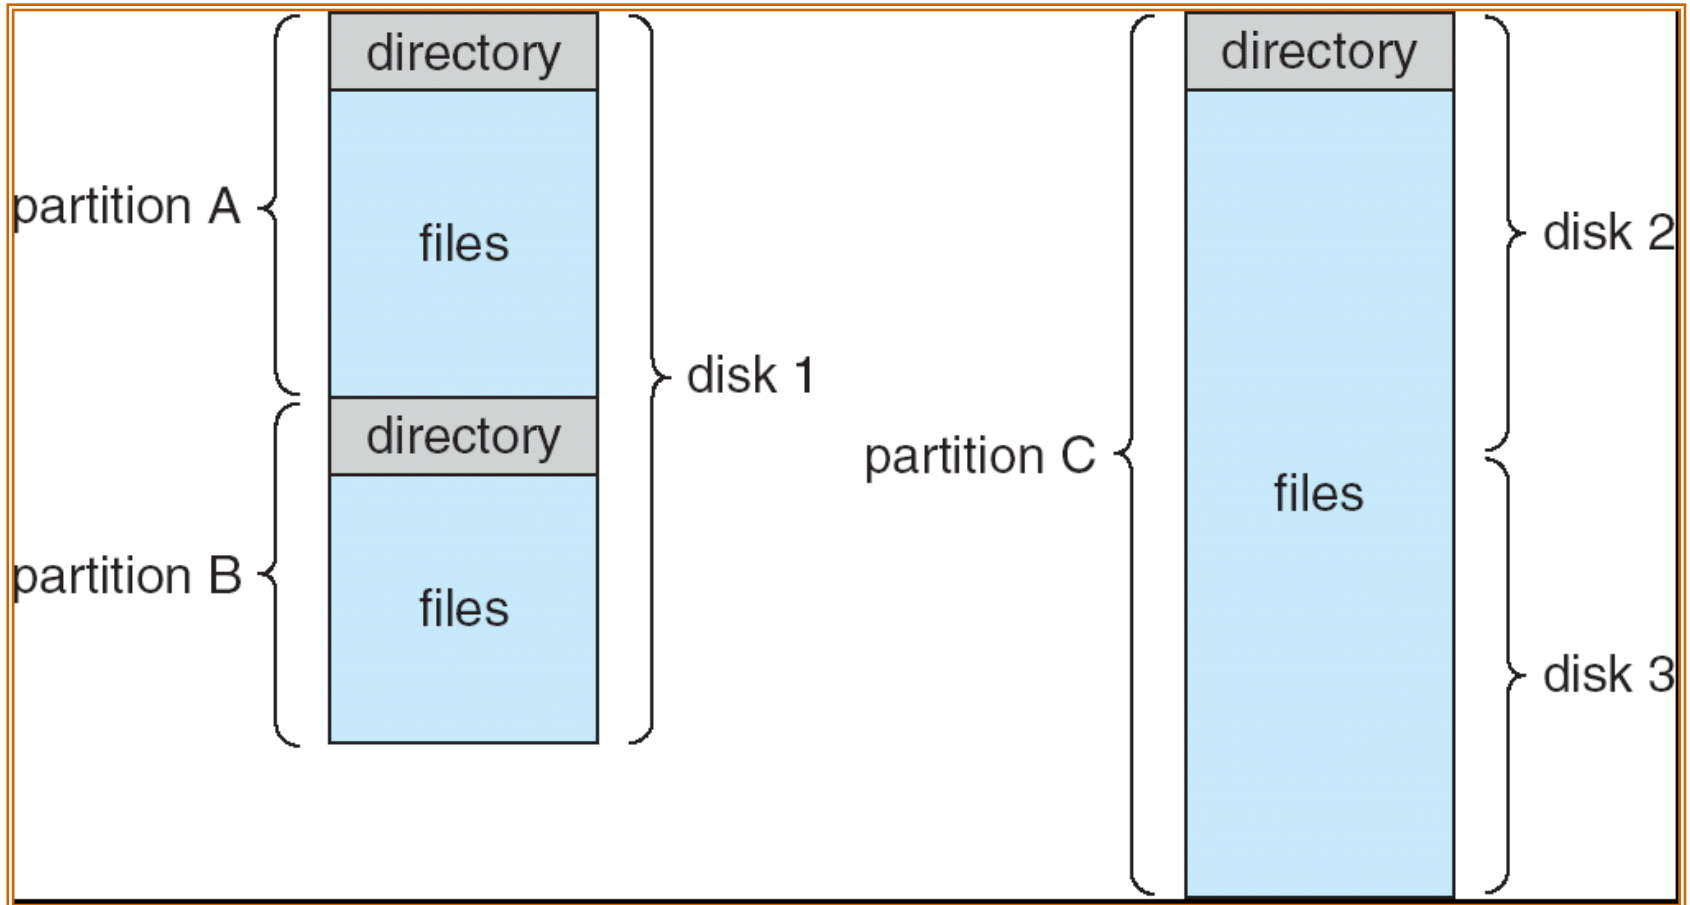 directory
files
partition A
directory
files
partition B
disk 1
directory
files
partition C
disk 2
disk 3